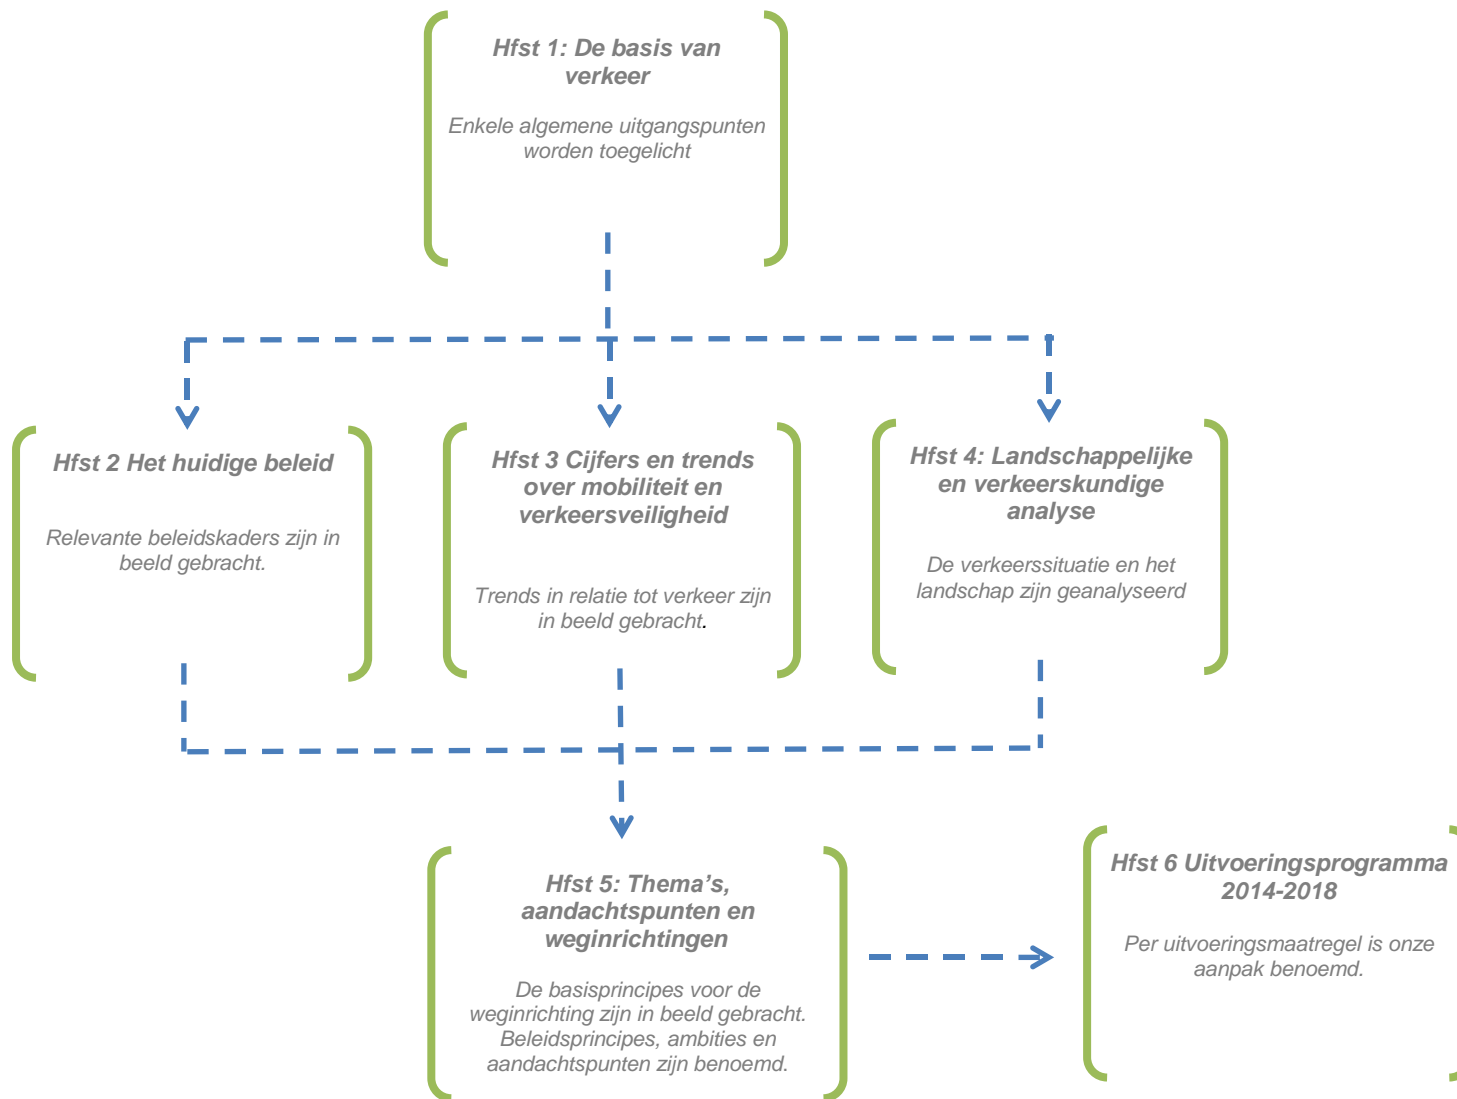 Hfst 1: De basis van
verkeer
Enkele algemene uitgangspunten
worden toegelicht
Hfst 2 Het huidige beleid
Relevante beleidskaders zijn in
beeld gebracht.
Hfst 3 Cijfers en trends
over mobiliteit en
verkeersveiligheid
Trends in relatie tot verkeer zijn
in beeld gebracht.
Hfst 4: Landschappelijke
en verkeerskundige
analyse
De verkeerssituatie en het
landschap zijn geanalyseerd
Hfst 5: Thema’s,
aandachtspunten en
weginrichtingen
De basisprincipes voor de
weginrichting zijn in beeld gebracht.
Beleidsprincipes, ambities en
aandachtspunten zijn benoemd.
Hfst 6 Uitvoeringsprogramma
2014-2018
Per uitvoeringsmaatregel is onze
aanpak benoemd.